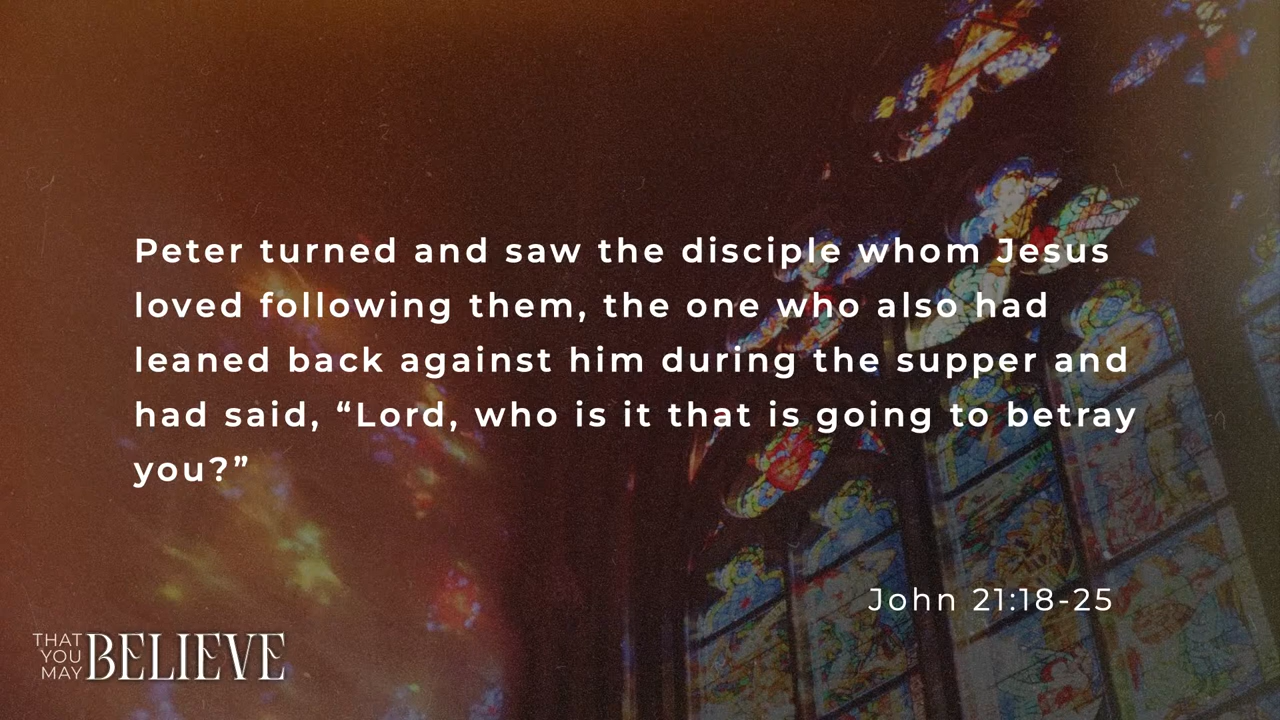 Peter turned and saw the disciple whom Jesus
loved following them, the one who also had
leaned back against him during the supper and
had said, “Lord, who is it that is going to betray
you?”
John 21:18-25
THAT
YOU
MAY
BELIEVE